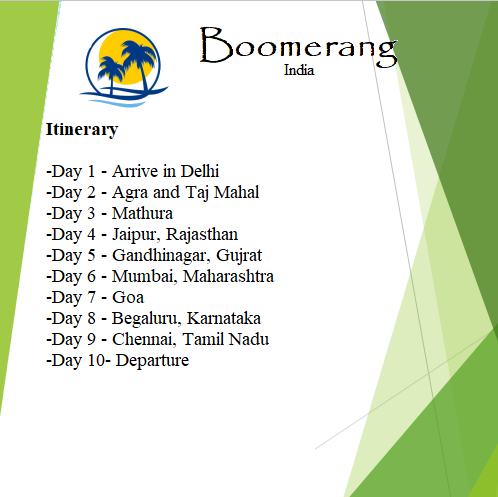 Boomerang
India
Itinerary
-Day 1 - Arrive in Delhi
-Day 2 - Agra and Taj Mahal
-Day 3 - Mathura
-Day 4 - Jaipur, Rajasthan
-Day 5 - Gandhinagar, Gujrat
-Day 6 - Mumbai, Maharashtra
-Day 7 - Goa
-Day 8 - Begaluru, Karnataka
-Day 9 - Chennai, Tamil Nadu
-Day 10- Departure